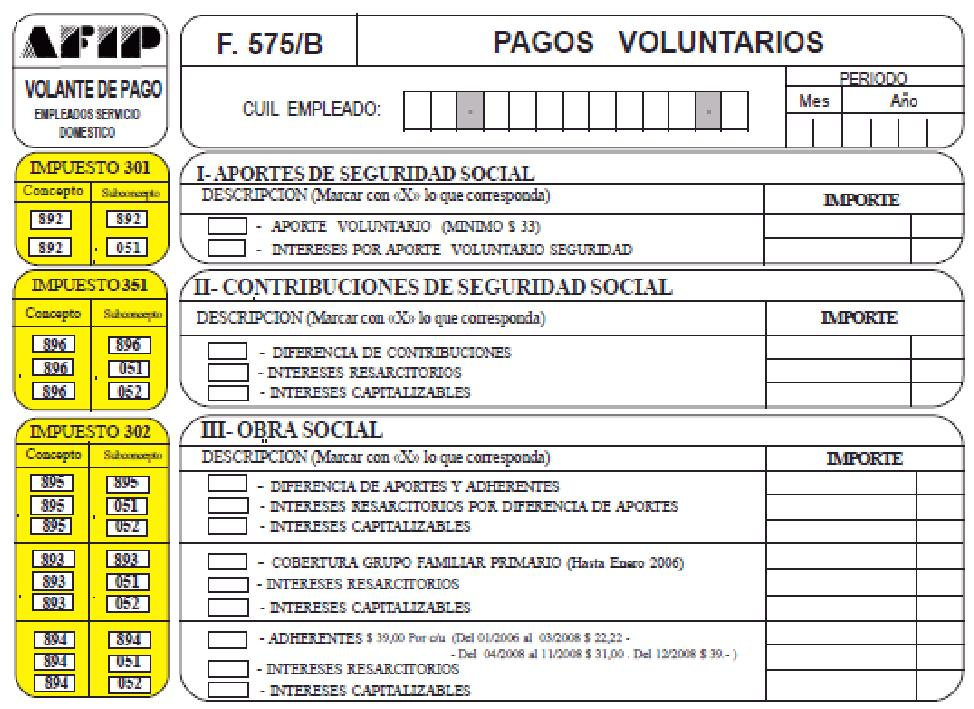 AFIP
VOLANTE DE PAGO
EMPLEADOS SERVICIO
DOMESTICO
F. 575/B
PAGOS VOLUNTARIOS
CUIL EMPLEADO:
- -
PERIODO
Mes Año
IMPUESTO 301
Concepto Subconcepto
892 892
892 051
I- APORTES DE SEGURIDAD SOCIAL
DESCRIPCION (Marcar con «X» lo que corresponda) IMPORTE
- APORTE VOLUNTARIO (MINIMO $ 33)
- INTERESES POR APORTE VOLUNTARIO SEGURIDAD
IMPUESTO 351
Concepto Subconcepto
896 896
896 051
896 052
II- CONTRIBUCIONES DE SEGURIDAD SOCIAL
DESCRIPCION (Marcar con «X» lo que corresponda) IMPORTE
- DIFERENCIA DE CONTRIBUCIONES
- INTERESES RESARCITORIOS
- INTERESES CAPITALIZABLES
IMPUESTO 302
Concepto Subconcepto
895 895
895 051
895 052
893 893
893 051
893 052
894 894
894 051
894 052
III- OBRA SOCIAL
DESCRIPCION (Marcar con «X» lo que corresponda) IMPORTE
- DIFERENCIA DE APORTES Y ADHERENTES
- INTERESES RESARCITORIOS POR DIFERENCIA DE APORTES
- INTERESES CAPITALIZABLES
- COBERTURA GRUPO FAMILIAR PRIMARIO (Hasta Enero 2006)
- INTERESES RESARCITORIOS
- INTERESES CAPITALIZABLES
- ADHERENTES $ 39,00 Por c/u (Del 01/2006 al 03/2008 $ 22,22 -
- Del 04/2008 al 11/2008 $ 31,00 . Del 12/2008 $ 39.- )
- INTERESES RESARCITORIOS
- INTERESES CAPITALIZABLES